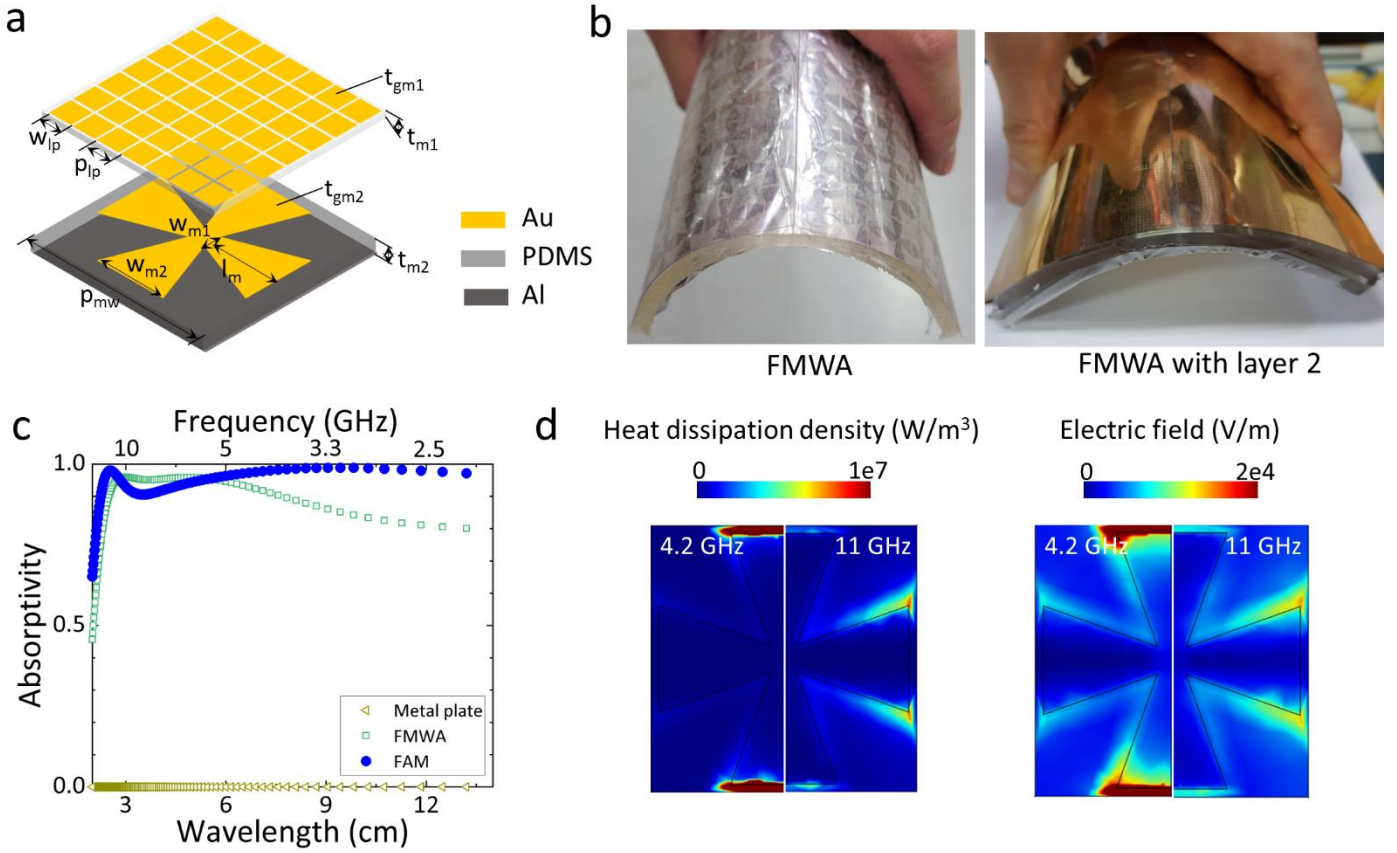 a
t_gm1
w_lp
t_m1
p_lp
t_gm2
w_m1
w_m2
l_m
t_m2
p_mw
Au
PDMS
Al
b
FMWA
FMWA with layer 2
c
Frequency (GHz)
10 5 3.3 2.5
1.0
0.5
0.0
Absorptivity
Metal plate
FMWA
FAM
3 6 9 12
Wavelength (cm)
d
Heat dissipation density (W/m³)
0 1e7
4.2 GHz 11 GHz
Electric field (V/m)
0 2e4
4.2 GHz 11 GHz